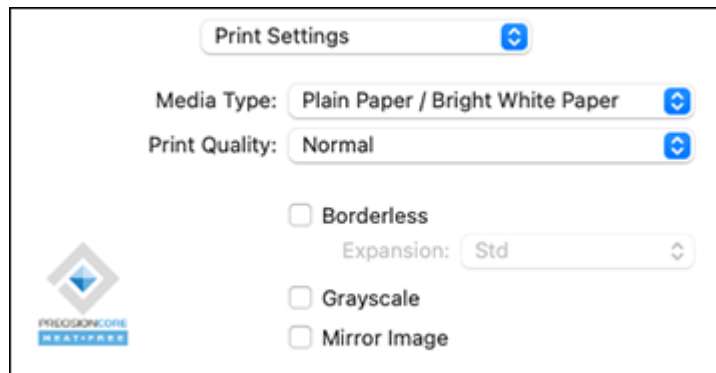 Print Settings
Media Type: Plain Paper / Bright White Paper
Print Quality: Normal
Borderless
Expansion: Std
Grayscale
Mirror Image
PRECISIONCORE
HEAT-FREE